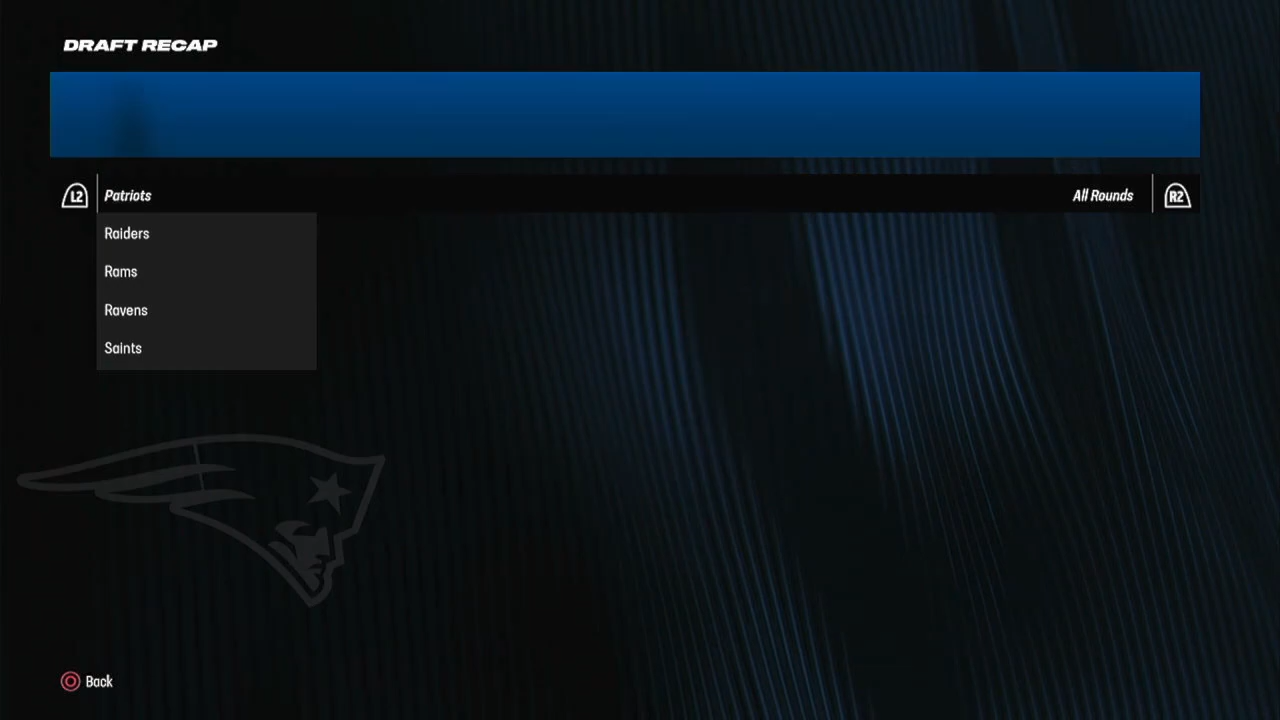 DRAFT RECAP
L2 Patriots All Rounds R2
Raiders
Rams
Ravens
Saints
Back